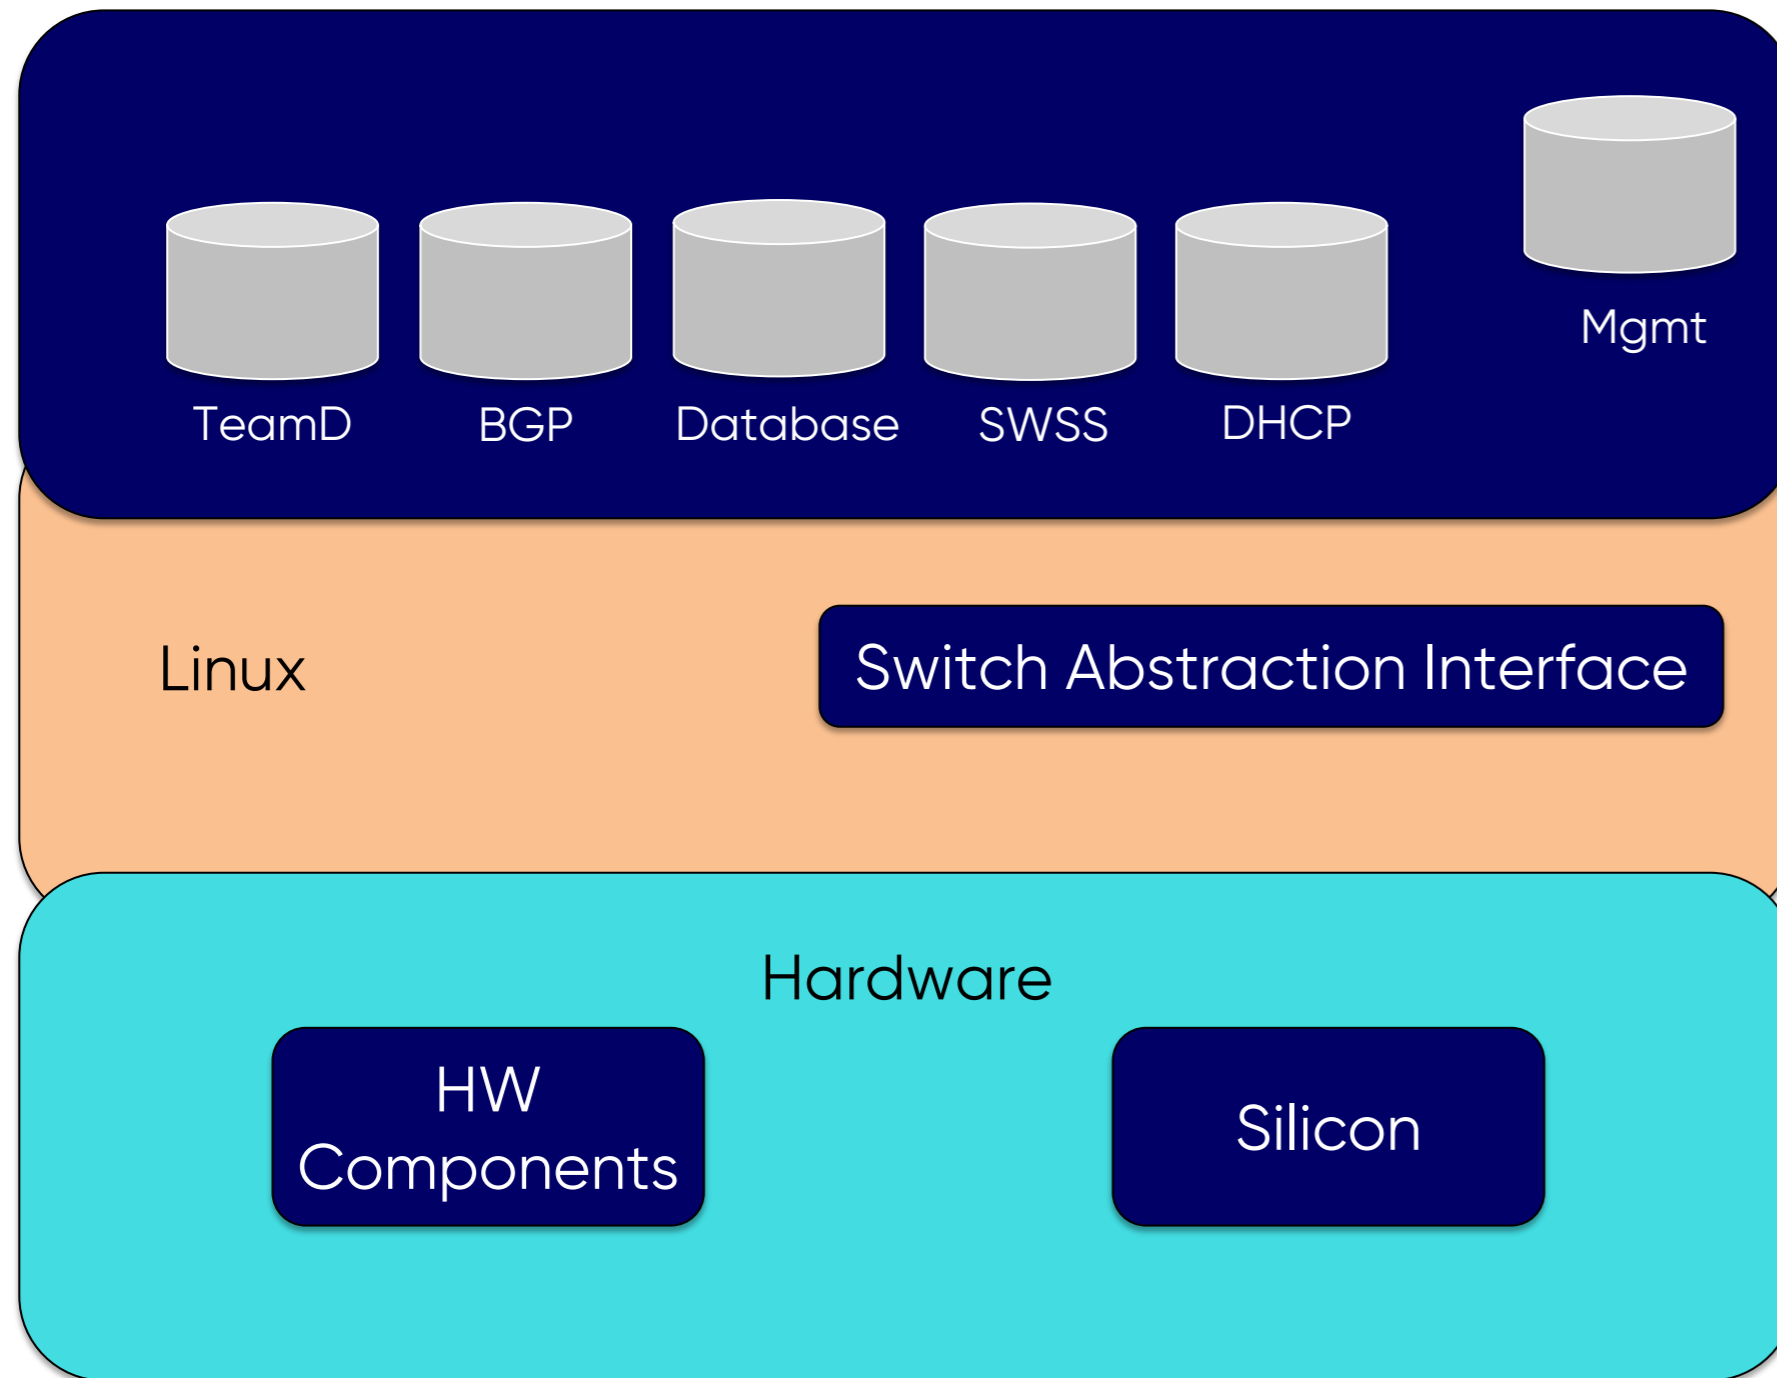 Mgmt
TeamD
BGP
Database
SWSS
DHCP
Linux
Switch Abstraction Interface
Hardware
HW
Components
Silicon